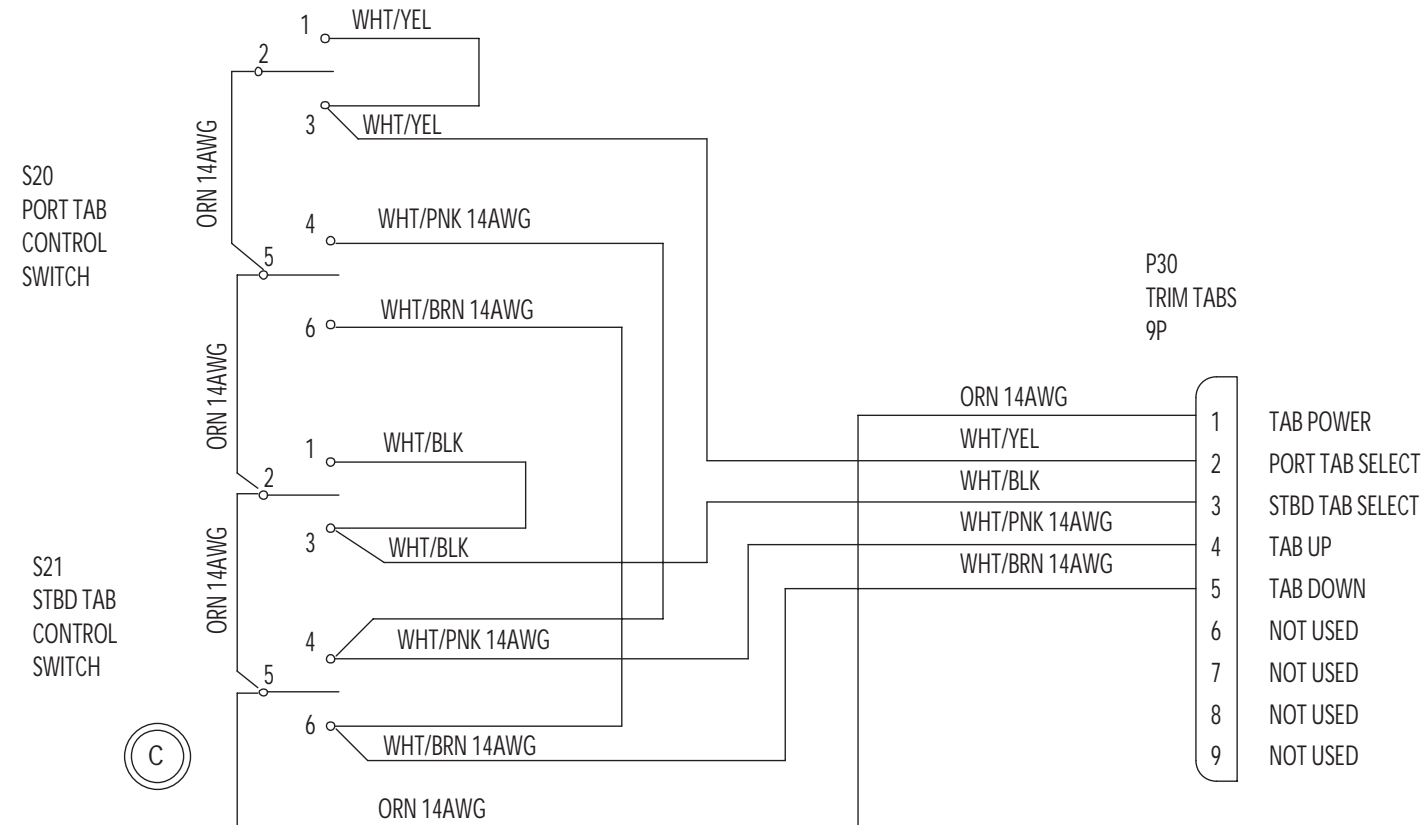 1
WHT/YEL
2
3
WHT/YEL
ORN 14AWG
S20
PORT TAB
CONTROL
SWITCH
4
WHT/PNK 14AWG
5
6
WHT/BRN 14AWG
ORN 14AWG
1
WHT/BLK
2
3
WHT/BLK
ORN 14AWG
S21
STBD TAB
CONTROL
SWITCH
4
WHT/PNK 14AWG
5
6
WHT/BRN 14AWG
C
ORN 14AWG
P30
TRIM TABS
9P
ORN 14AWG
1 TAB POWER
WHT/YEL
2 PORT TAB SELECT
WHT/BLK
3 STBD TAB SELECT
WHT/PNK 14AWG
4 TAB UP
WHT/BRN 14AWG
5 TAB DOWN
6 NOT USED
7 NOT USED
8 NOT USED
9 NOT USED